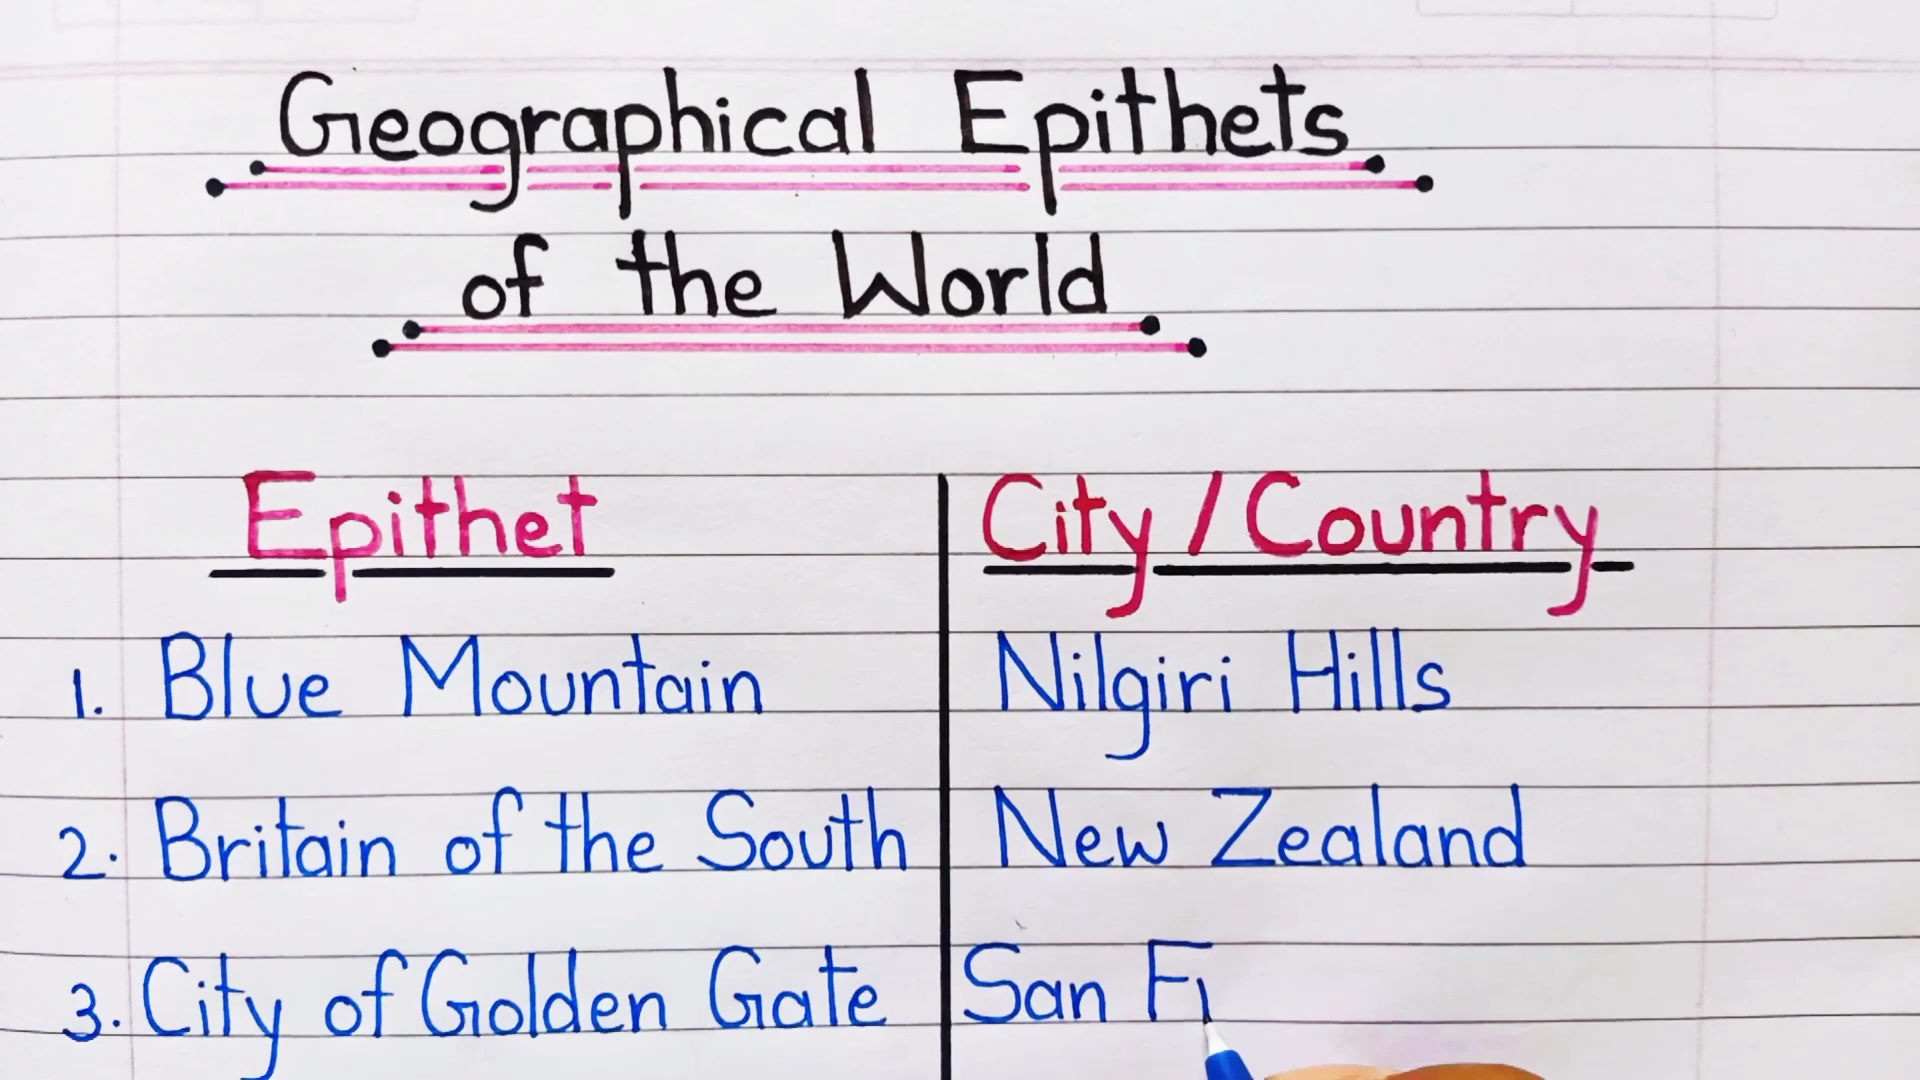 Geographical Epithets
of the World
Epithet City/Country
1. Blue Mountain Nilgiri Hills
2. Britain of the South New Zealand
3. City of Golden Gate San F